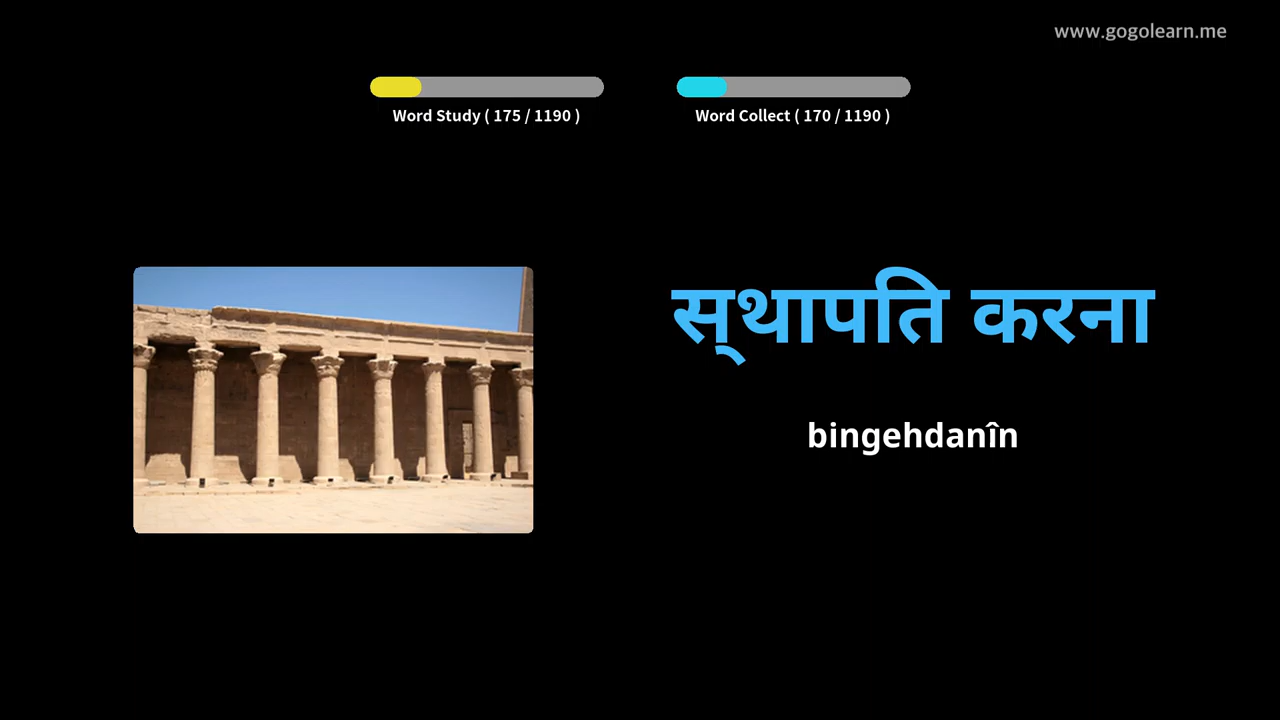 www.gogolearn.me
Word Study ( 175 / 1190 )
Word Collect ( 170 / 1190 )
स्‌थापति करना
bingehdanîn